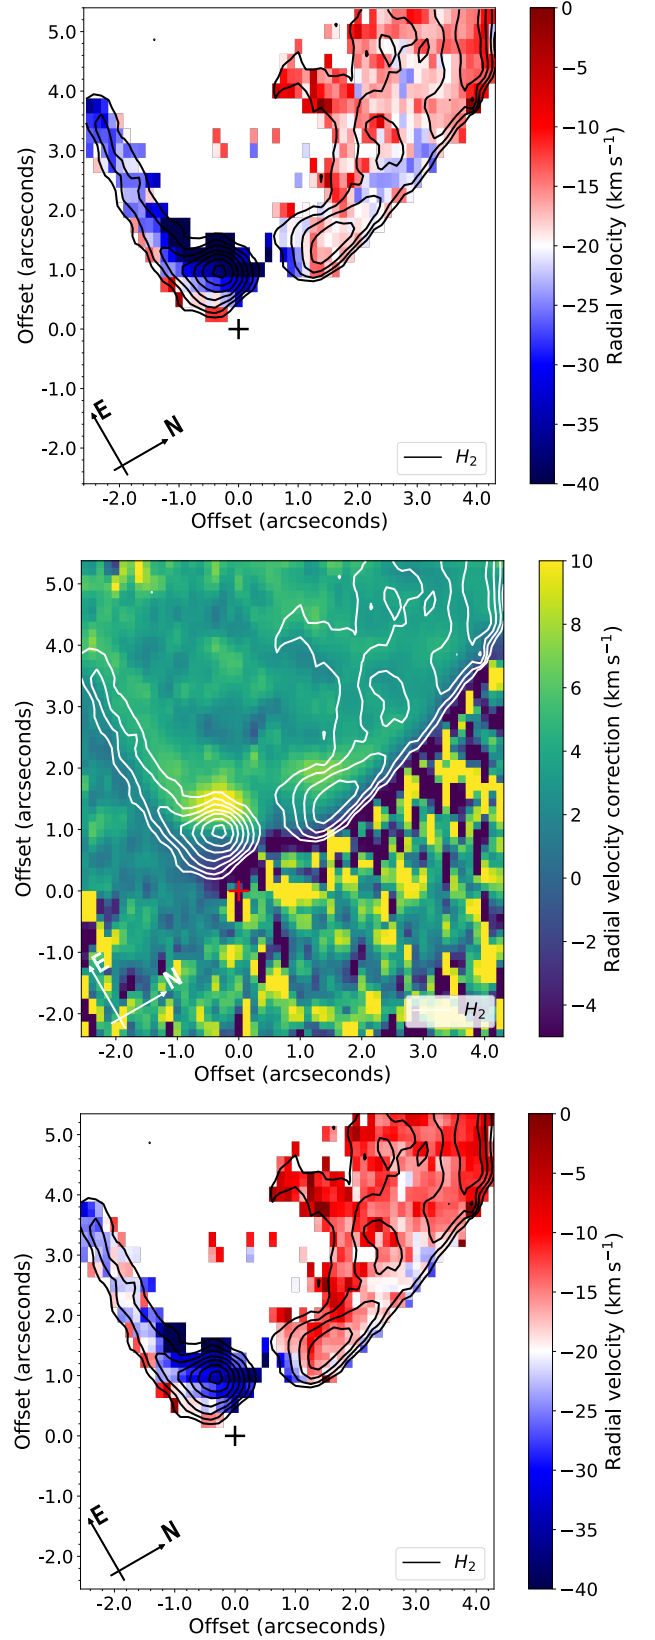 5.0
4.0
3.0
2.0
1.0
0.0
-1.0
-2.0
Offset (arcseconds)
E
N
H₂
-2.0 -1.0 0.0 1.0 2.0 3.0 4.0
Offset (arcseconds)
0
−5
−10
−15
−20
−25
−30
−35
−40
Radial velocity (km s⁻¹)
5.0
4.0
3.0
2.0
1.0
0.0
-1.0
-2.0
Offset (arcseconds)
E
N
H₂
-2.0 -1.0 0.0 1.0 2.0 3.0 4.0
Offset (arcseconds)
10
8
6
4
2
0
−2
−4
Radial velocity correction (km s⁻¹)
5.0
4.0
3.0
2.0
1.0
0.0
-1.0
-2.0
Offset (arcseconds)
E
N
H₂
-2.0 -1.0 0.0 1.0 2.0 3.0 4.0
Offset (arcseconds)
0
−5
−10
−15
−20
−25
−30
−35
−40
Radial velocity (km s⁻¹)